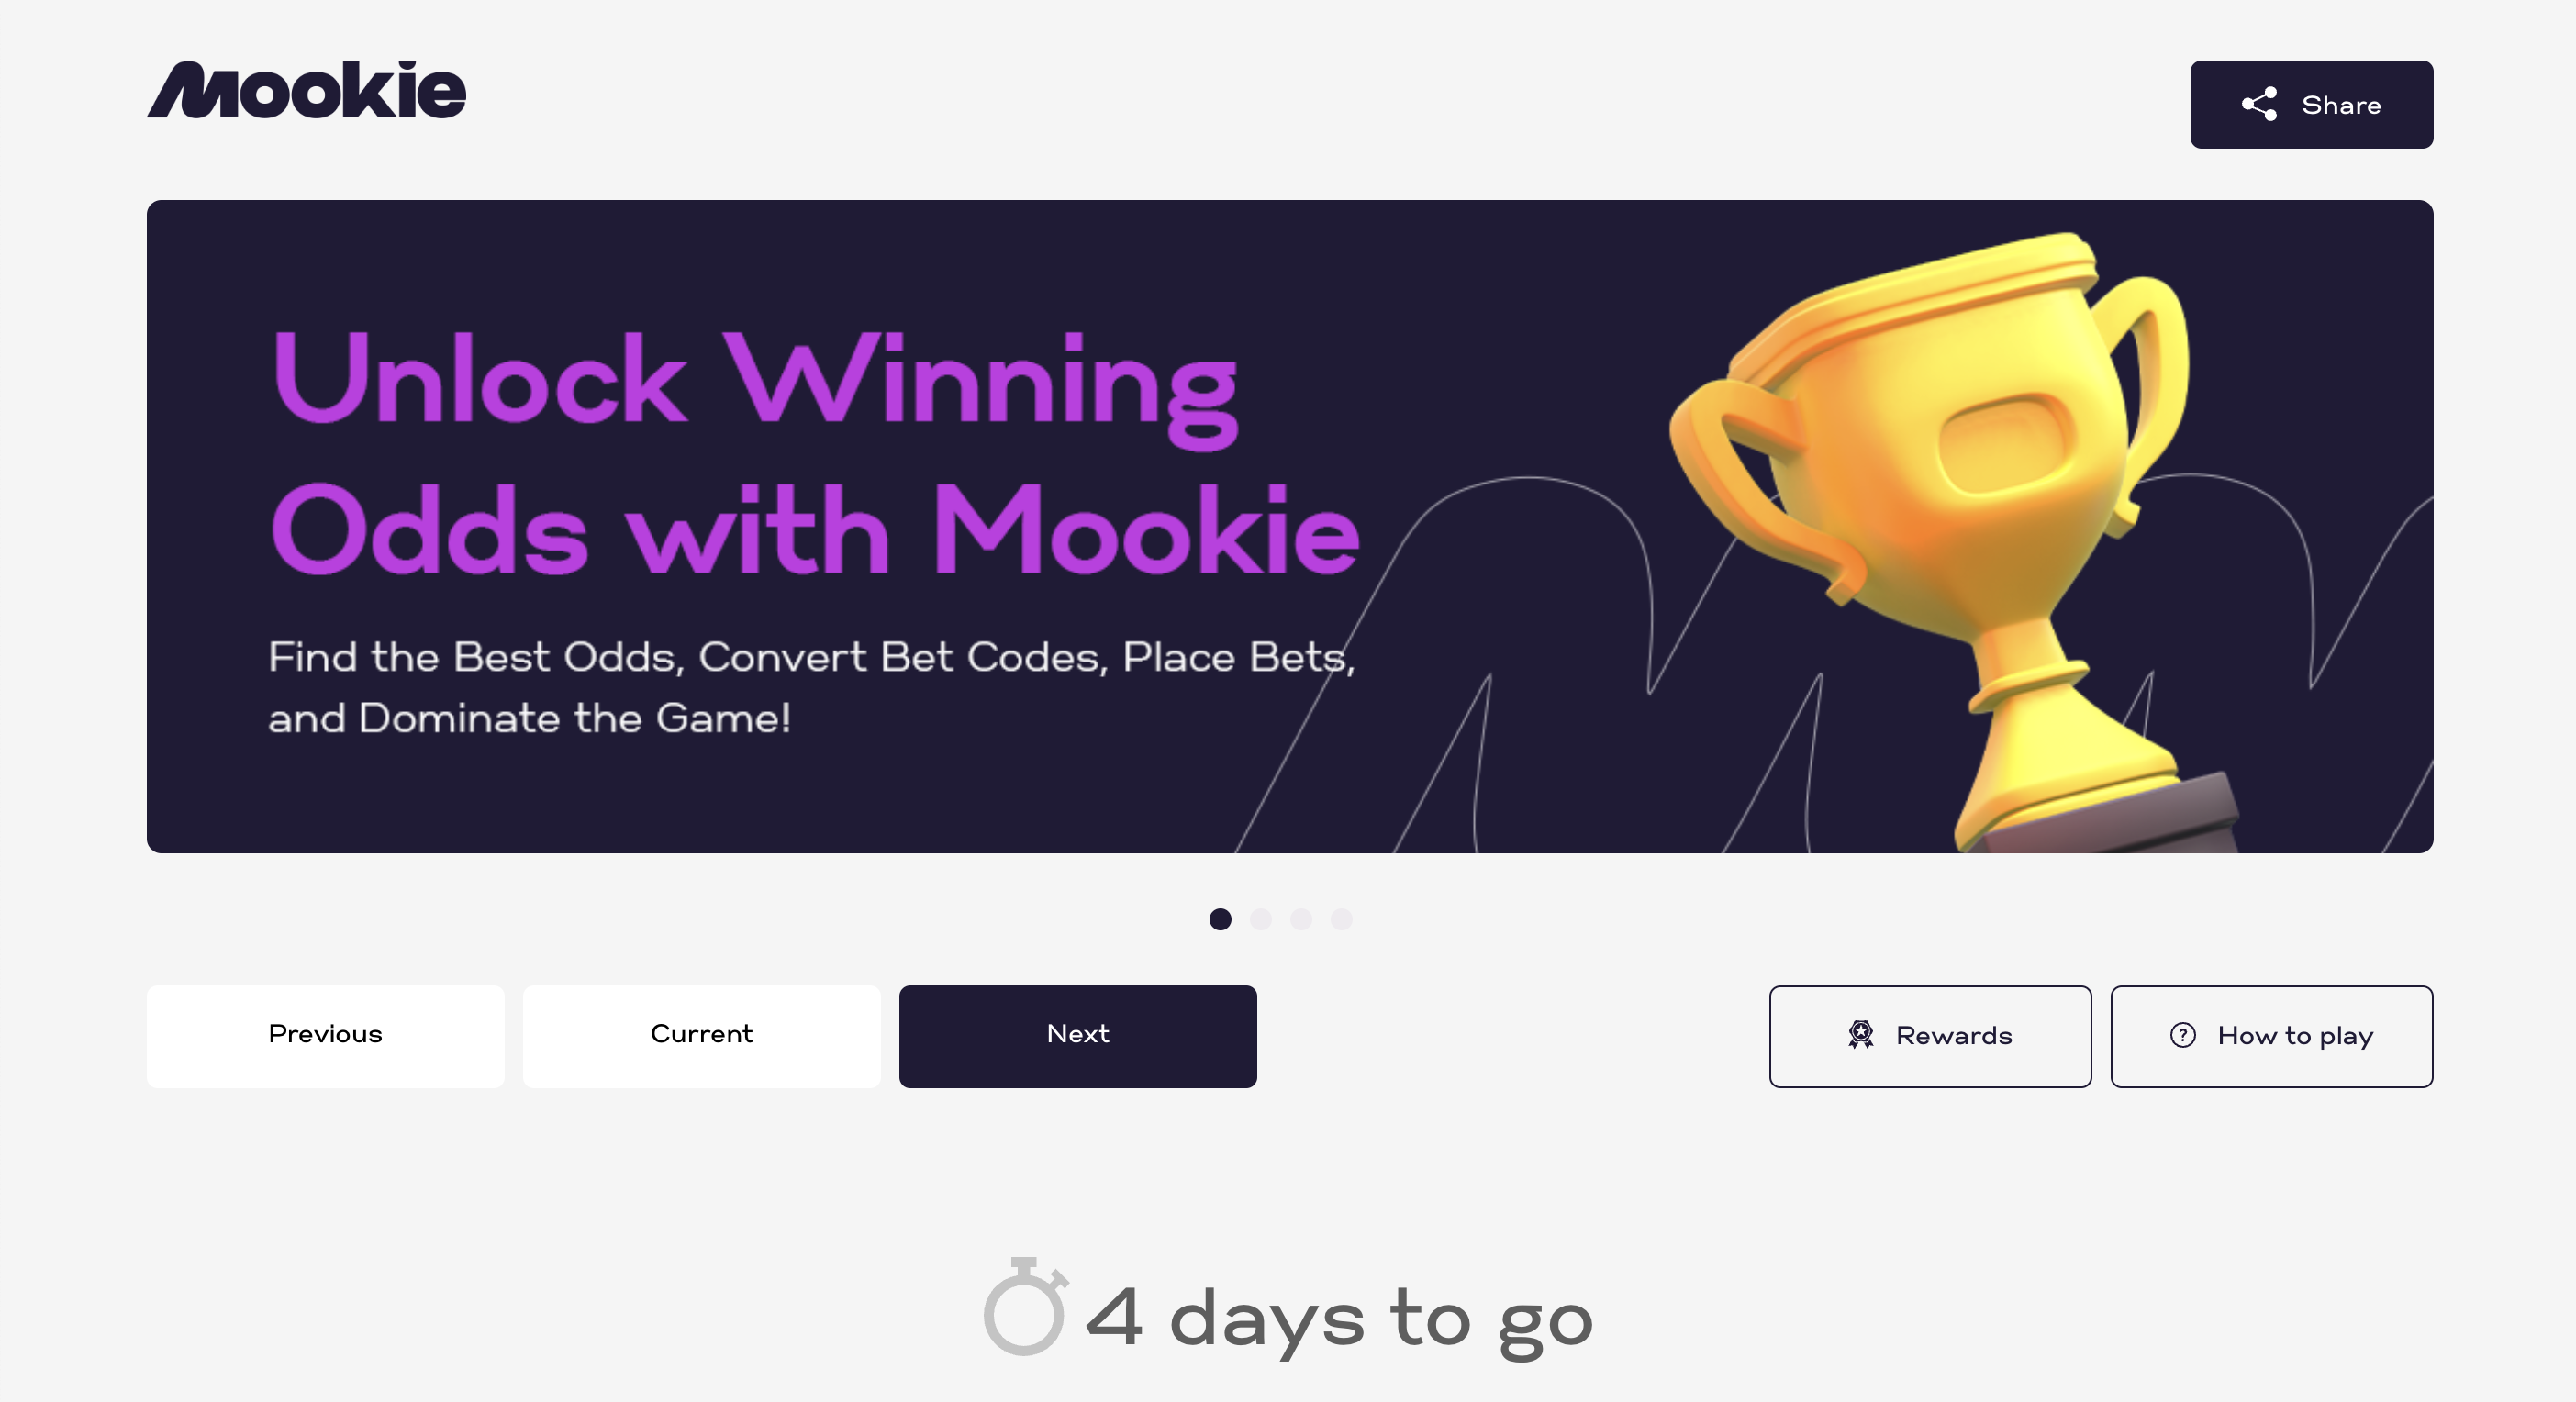 Mookie
Share
Unlock Winning
Odds with Mookie
Find the Best Odds, Convert Bet Codes, Place Bets,
and Dominate the Game!
Previous
Current
Next
Rewards
How to play
4 days to go